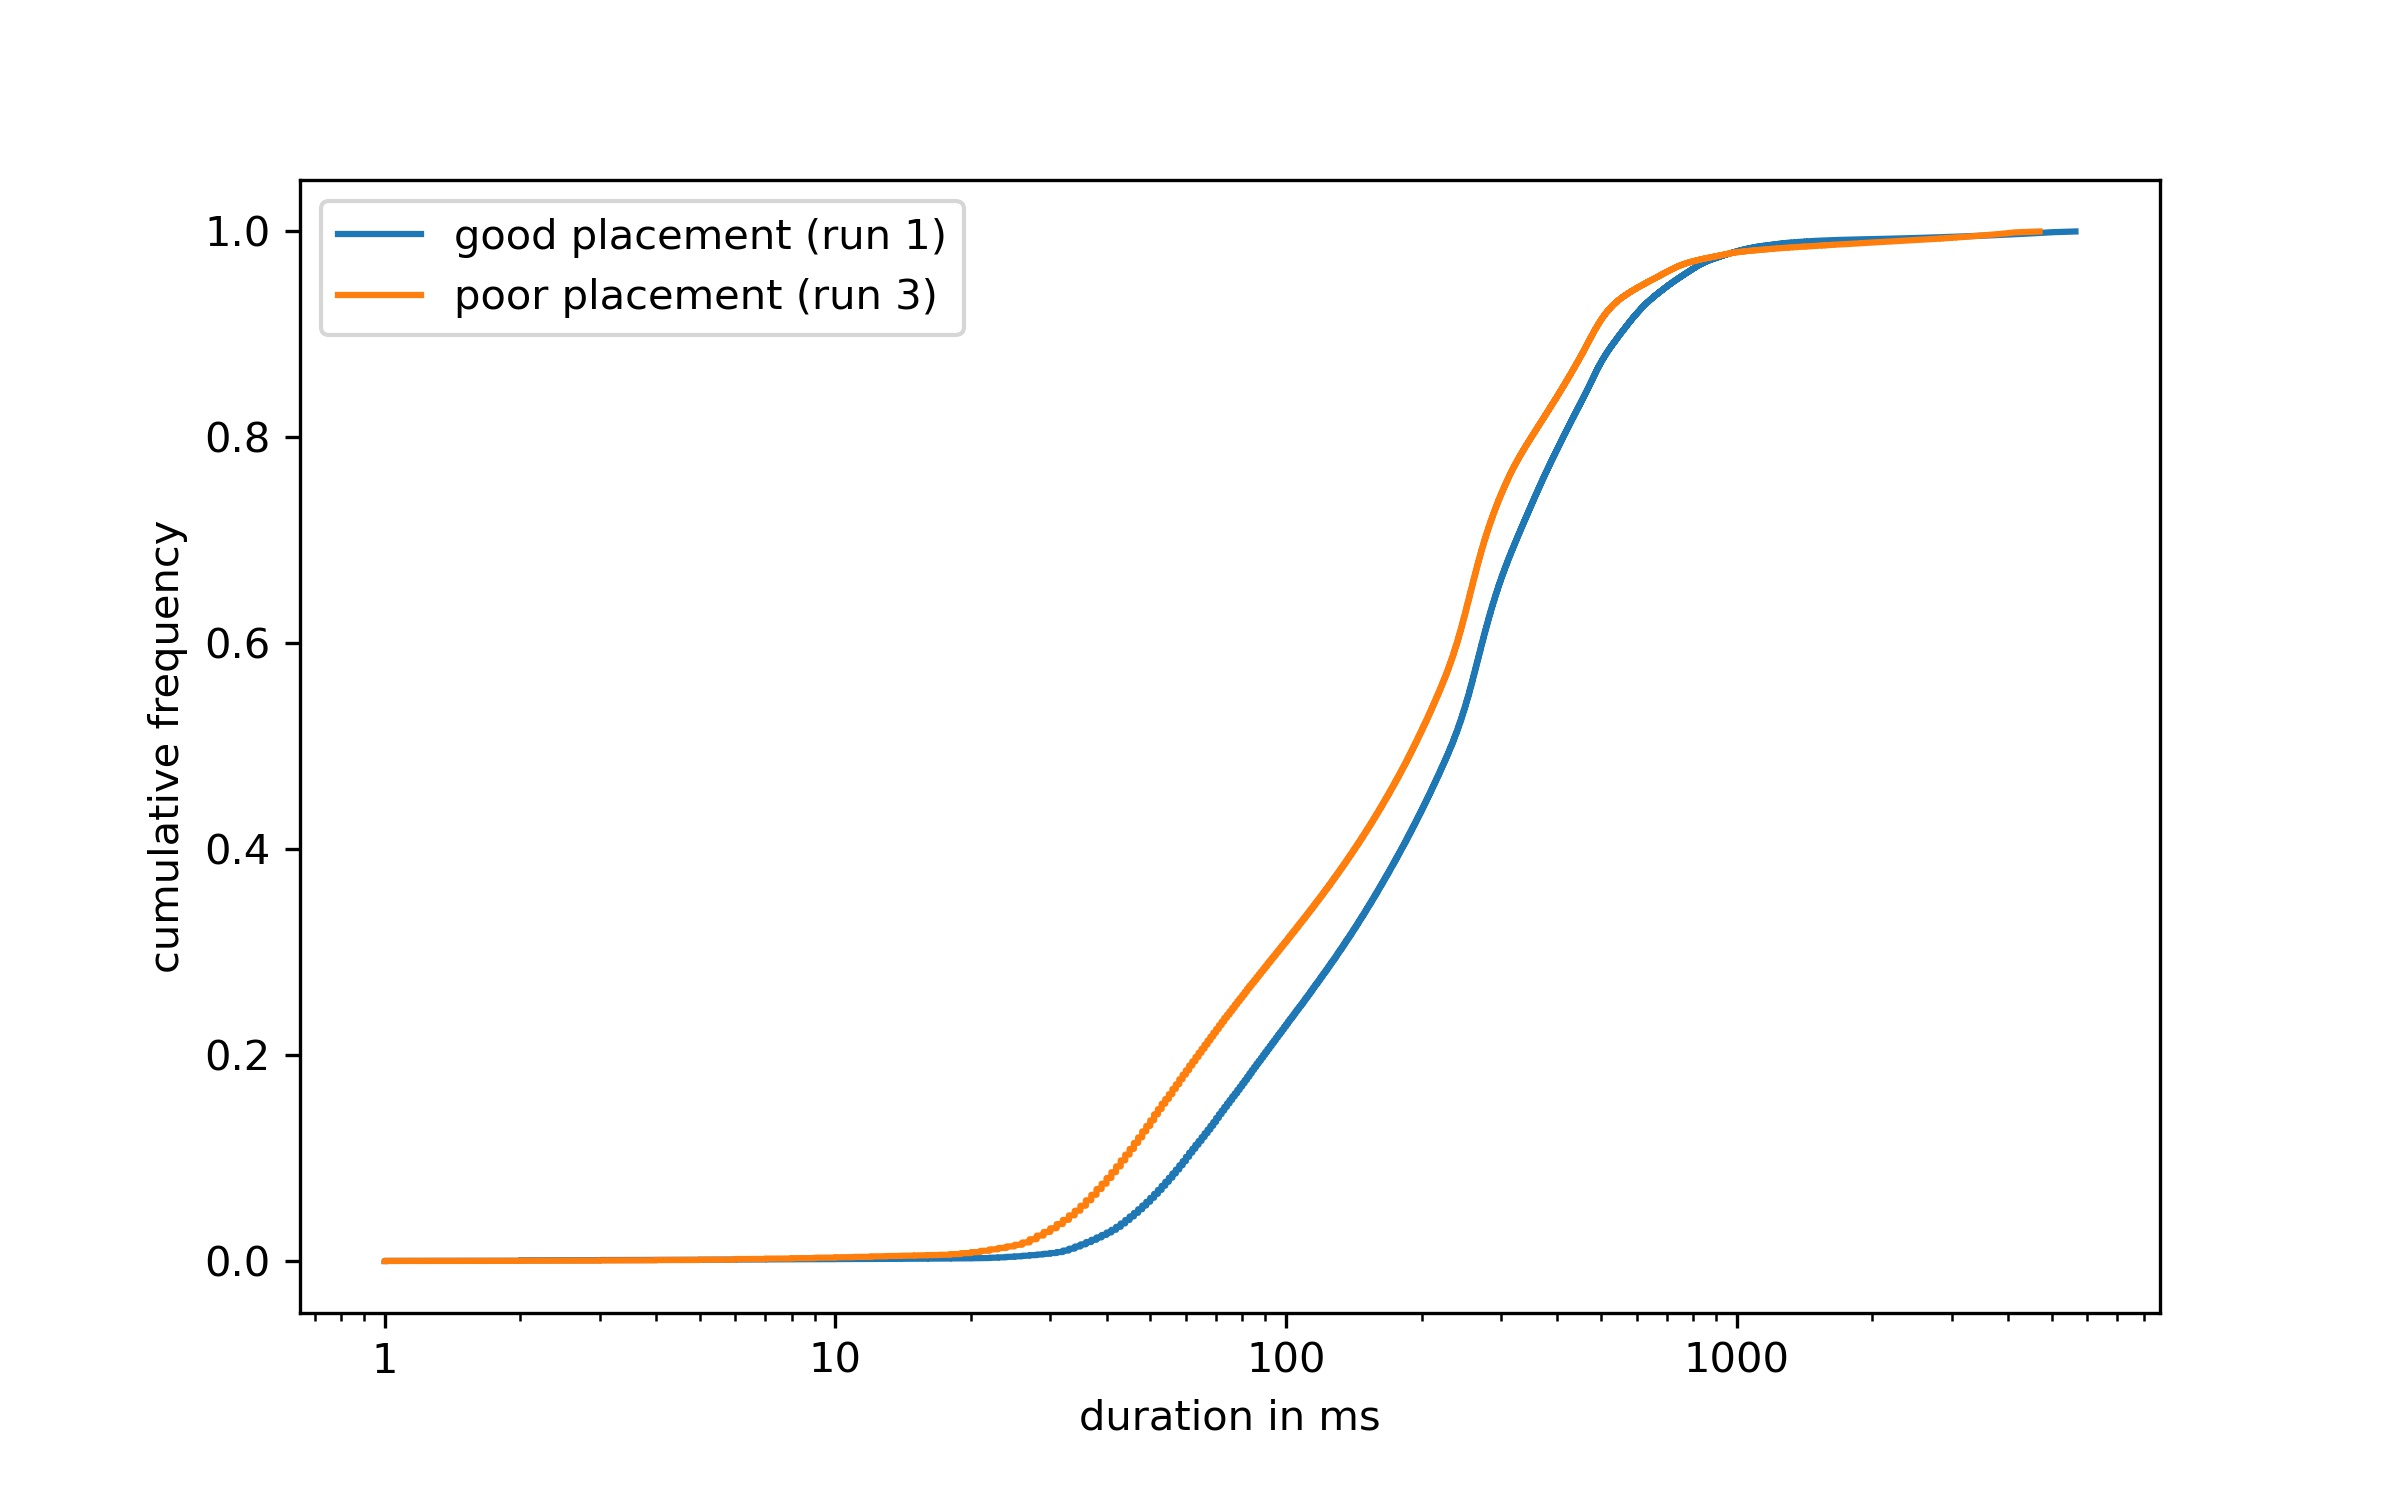 good placement (run 1)
poor placement (run 3)
1.0
0.8
0.6
0.4
0.2
0.0
cumulative frequency
1 10 100 1000
duration in ms